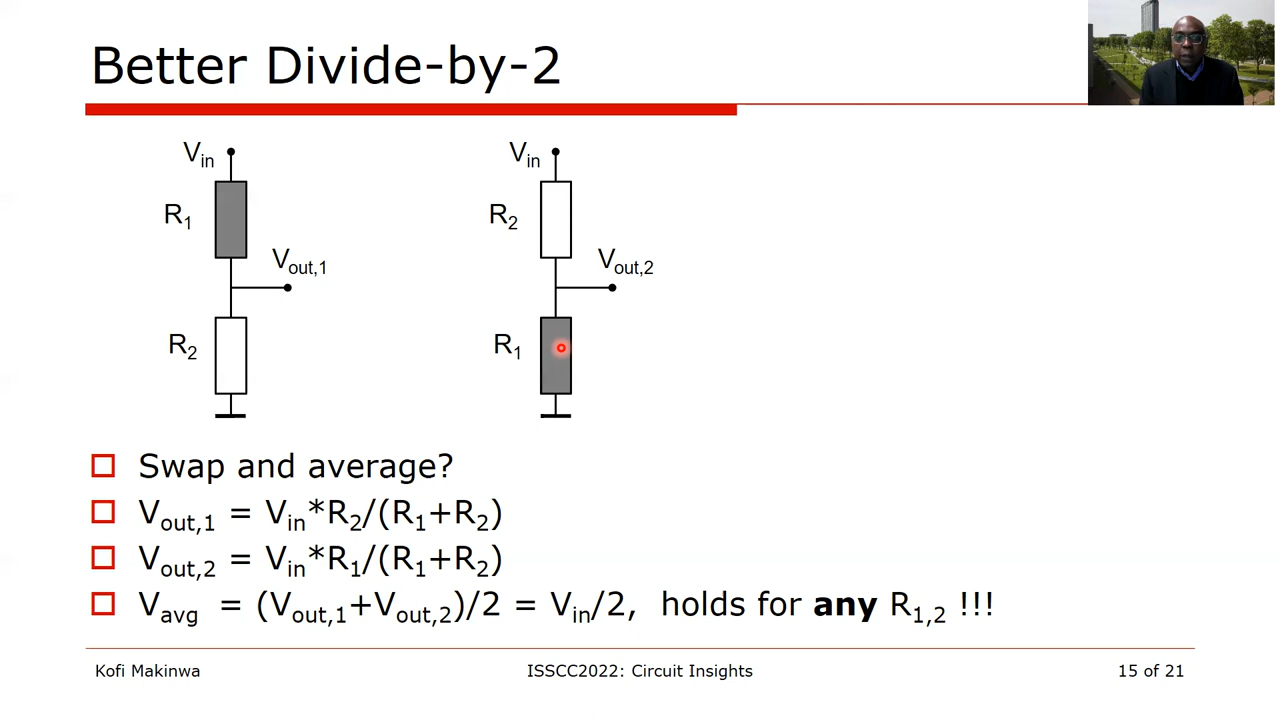 Better Divide-by-2
Vin
Vin
R1
R2
Vout,1
Vout,2
R2
R1
Swap and average?
Vout,1 = Vin*R2/(R1+R2)
Vout,2 = Vin*R1/(R1+R2)
Vavg = (Vout,1+Vout,2)/2 = Vin/2, holds for any R1,2 !!!
Kofi Makinwa
ISSCC2022: Circuit Insights
15 of 21